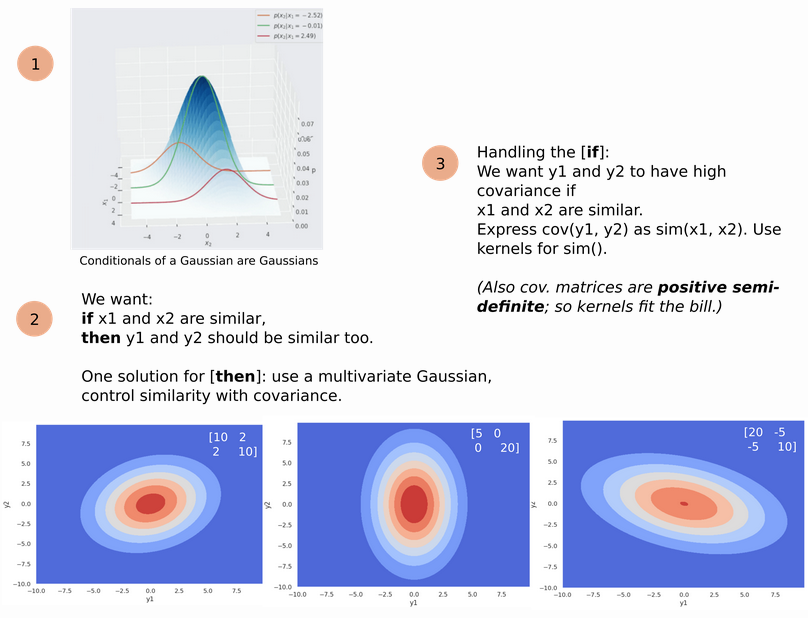 p(x₂|x₁ = −2.52)
p(x₂|x₁ = −0.01)
p(x₂|x₁ = 2.49)
1
0.07
0.06
0.05
0.04 p
0.03
0.02
0.01
0.00
−4
−2
0
2
4
x₁
−4 −2 0 2 4
x₂
Conditionals of a Gaussian are Gaussians
2
We want:
if x1 and x2 are similar,
then y1 and y2 should be similar too.
One solution for [then]: use a multivariate Gaussian,
control similarity with covariance.
3
Handling the [if]:
We want y1 and y2 to have high
covariance if
x1 and x2 are similar.
Express cov(y1, y2) as sim(x1, x2). Use
kernels for sim().
(Also cov. matrices are positive semi-
definite; so kernels fit the bill.)
[10 2
2 10]
7.5
5.0
2.5
0.0
−2.5
−5.0
−7.5
−10.0
y2
−10.0 −7.5 −5.0 −2.5 0.0 2.5 5.0 7.5
y1
[5 0
0 20]
7.5
5.0
2.5
0.0
−2.5
−5.0
−7.5
−10.0
y2
−10.0 −7.5 −5.0 −2.5 0.0 2.5 5.0 7.5
y1
[20 -5
-5 10]
7.5
5.0
2.5
0.0
−2.5
−5.0
−7.5
−10.0
−10.0 −7.5 −5.0 −2.5 0.0 2.5 5.0 7.5
y1